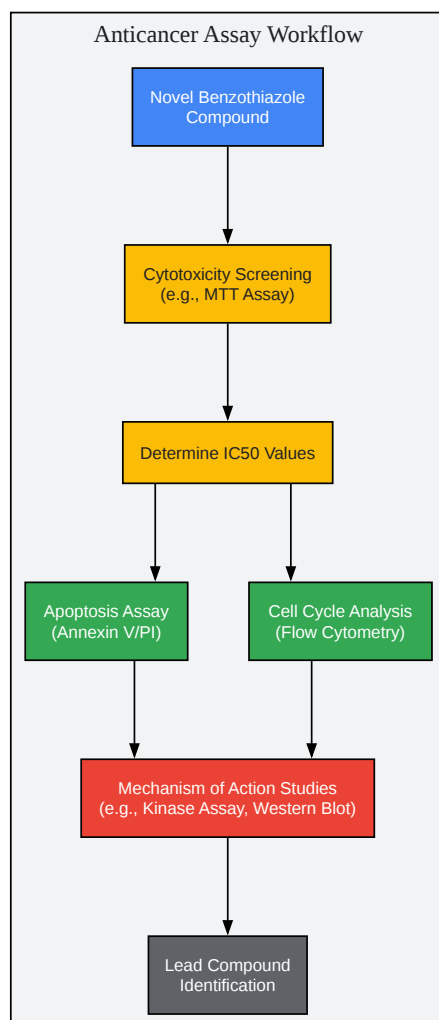 Anticancer Assay Workflow
Novel Benzothiazole
Compound
Cytotoxicity Screening
(e.g., MTT Assay)
Determine IC50 Values
Apoptosis Assay
(Annexin V/PI)
Cell Cycle Analysis
(Flow Cytometry)
Mechanism of Action Studies
(e.g., Kinase Assay, Western Blot)
Lead Compound
Identification